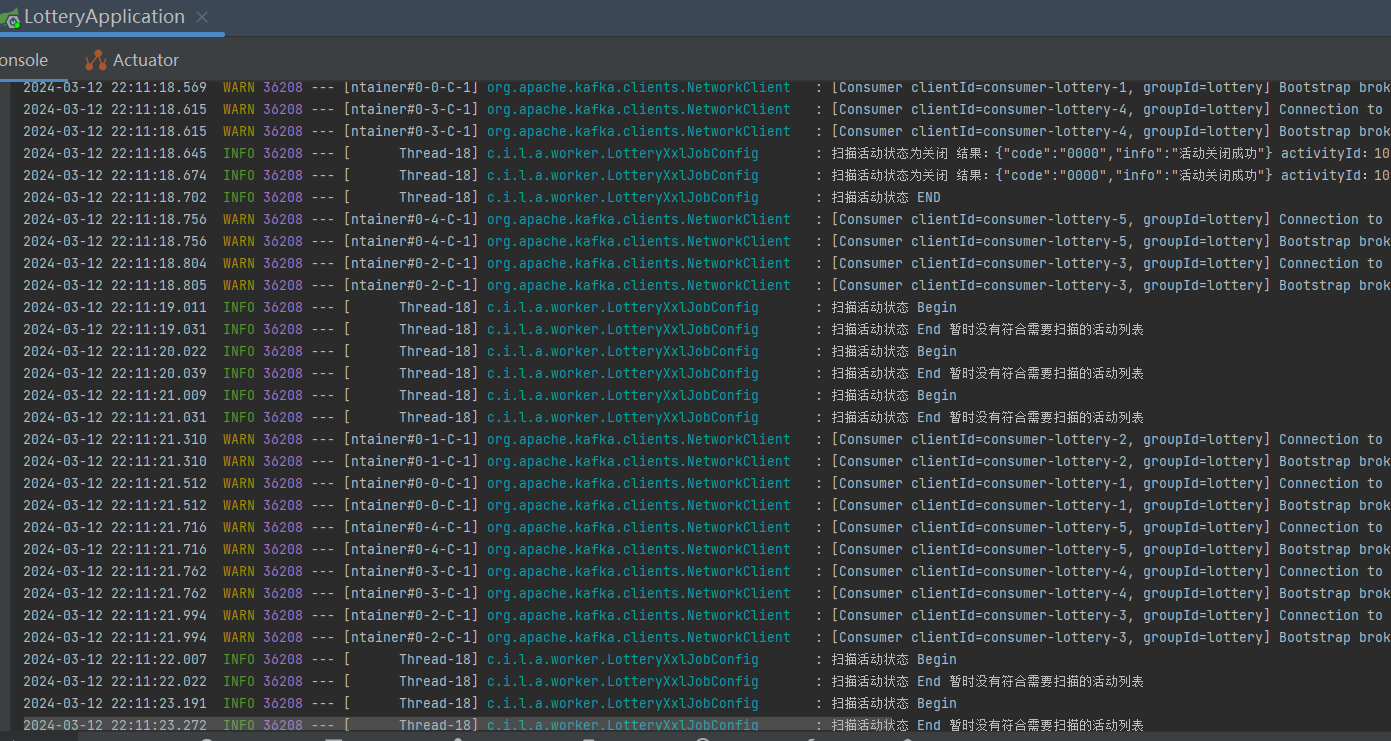 LotteryApplication
onsole Actuator
2024-03-12 22:11:18.569 WARN 36208 --- [ntainer#0-0-C-1] org.apache.kafka.clients.NetworkClient : [Consumer clientId=consumer-lottery-1, groupId=lottery] Bootstrap brok
2024-03-12 22:11:18.615 WARN 36208 --- [ntainer#0-3-C-1] org.apache.kafka.clients.NetworkClient : [Consumer clientId=consumer-lottery-4, groupId=lottery] Connection to
2024-03-12 22:11:18.615 WARN 36208 --- [ntainer#0-3-C-1] org.apache.kafka.clients.NetworkClient : [Consumer clientId=consumer-lottery-4, groupId=lottery] Bootstrap brok
2024-03-12 22:11:18.645 INFO 36208 --- [ Thread-18] c.i.l.a.worker.LotteryXxlJobConfig : 扫描活动状态为关闭 结果：{"code":"0000","info":"活动关闭成功"} activityId：10
2024-03-12 22:11:18.674 INFO 36208 --- [ Thread-18] c.i.l.a.worker.LotteryXxlJobConfig : 扫描活动状态为关闭 结果：{"code":"0000","info":"活动关闭成功"} activityId：10
2024-03-12 22:11:18.702 INFO 36208 --- [ Thread-18] c.i.l.a.worker.LotteryXxlJobConfig : 扫描活动状态 END
2024-03-12 22:11:18.756 WARN 36208 --- [ntainer#0-4-C-1] org.apache.kafka.clients.NetworkClient : [Consumer clientId=consumer-lottery-5, groupId=lottery] Connection to
2024-03-12 22:11:18.756 WARN 36208 --- [ntainer#0-4-C-1] org.apache.kafka.clients.NetworkClient : [Consumer clientId=consumer-lottery-5, groupId=lottery] Bootstrap brok
2024-03-12 22:11:18.804 WARN 36208 --- [ntainer#0-2-C-1] org.apache.kafka.clients.NetworkClient : [Consumer clientId=consumer-lottery-3, groupId=lottery] Connection to
2024-03-12 22:11:18.805 WARN 36208 --- [ntainer#0-2-C-1] org.apache.kafka.clients.NetworkClient : [Consumer clientId=consumer-lottery-3, groupId=lottery] Bootstrap brok
2024-03-12 22:11:19.011 INFO 36208 --- [ Thread-18] c.i.l.a.worker.LotteryXxlJobConfig : 扫描活动状态 Begin
2024-03-12 22:11:19.031 INFO 36208 --- [ Thread-18] c.i.l.a.worker.LotteryXxlJobConfig : 扫描活动状态 End 暂时没有符合需要扫描的活动列表
2024-03-12 22:11:20.022 INFO 36208 --- [ Thread-18] c.i.l.a.worker.LotteryXxlJobConfig : 扫描活动状态 Begin
2024-03-12 22:11:20.039 INFO 36208 --- [ Thread-18] c.i.l.a.worker.LotteryXxlJobConfig : 扫描活动状态 End 暂时没有符合需要扫描的活动列表
2024-03-12 22:11:21.009 INFO 36208 --- [ Thread-18] c.i.l.a.worker.LotteryXxlJobConfig : 扫描活动状态 Begin
2024-03-12 22:11:21.031 INFO 36208 --- [ Thread-18] c.i.l.a.worker.LotteryXxlJobConfig : 扫描活动状态 End 暂时没有符合需要扫描的活动列表
2024-03-12 22:11:21.310 WARN 36208 --- [ntainer#0-1-C-1] org.apache.kafka.clients.NetworkClient : [Consumer clientId=consumer-lottery-2, groupId=lottery] Connection to
2024-03-12 22:11:21.310 WARN 36208 --- [ntainer#0-1-C-1] org.apache.kafka.clients.NetworkClient : [Consumer clientId=consumer-lottery-2, groupId=lottery] Bootstrap brok
2024-03-12 22:11:21.512 WARN 36208 --- [ntainer#0-0-C-1] org.apache.kafka.clients.NetworkClient : [Consumer clientId=consumer-lottery-1, groupId=lottery] Connection to
2024-03-12 22:11:21.512 WARN 36208 --- [ntainer#0-0-C-1] org.apache.kafka.clients.NetworkClient : [Consumer clientId=consumer-lottery-1, groupId=lottery] Bootstrap brok
2024-03-12 22:11:21.716 WARN 36208 --- [ntainer#0-4-C-1] org.apache.kafka.clients.NetworkClient : [Consumer clientId=consumer-lottery-5, groupId=lottery] Connection to
2024-03-12 22:11:21.716 WARN 36208 --- [ntainer#0-4-C-1] org.apache.kafka.clients.NetworkClient : [Consumer clientId=consumer-lottery-5, groupId=lottery] Bootstrap brok
2024-03-12 22:11:21.762 WARN 36208 --- [ntainer#0-3-C-1] org.apache.kafka.clients.NetworkClient : [Consumer clientId=consumer-lottery-4, groupId=lottery] Connection to
2024-03-12 22:11:21.762 WARN 36208 --- [ntainer#0-3-C-1] org.apache.kafka.clients.NetworkClient : [Consumer clientId=consumer-lottery-4, groupId=lottery] Bootstrap brok
2024-03-12 22:11:21.994 WARN 36208 --- [ntainer#0-2-C-1] org.apache.kafka.clients.NetworkClient : [Consumer clientId=consumer-lottery-3, groupId=lottery] Connection to
2024-03-12 22:11:21.994 WARN 36208 --- [ntainer#0-2-C-1] org.apache.kafka.clients.NetworkClient : [Consumer clientId=consumer-lottery-3, groupId=lottery] Bootstrap brok
2024-03-12 22:11:22.007 INFO 36208 --- [ Thread-18] c.i.l.a.worker.LotteryXxlJobConfig : 扫描活动状态 Begin
2024-03-12 22:11:22.022 INFO 36208 --- [ Thread-18] c.i.l.a.worker.LotteryXxlJobConfig : 扫描活动状态 End 暂时没有符合需要扫描的活动列表
2024-03-12 22:11:23.191 INFO 36208 --- [ Thread-18] c.i.l.a.worker.LotteryXxlJobConfig : 扫描活动状态 Begin
2024-03-12 22:11:23.272 INFO 36208 --- [ Thread-18] c.i.l.a.worker.LotteryXxlJobConfig : 扫描活动状态 End 暂时没有符合需要扫描的活动列表